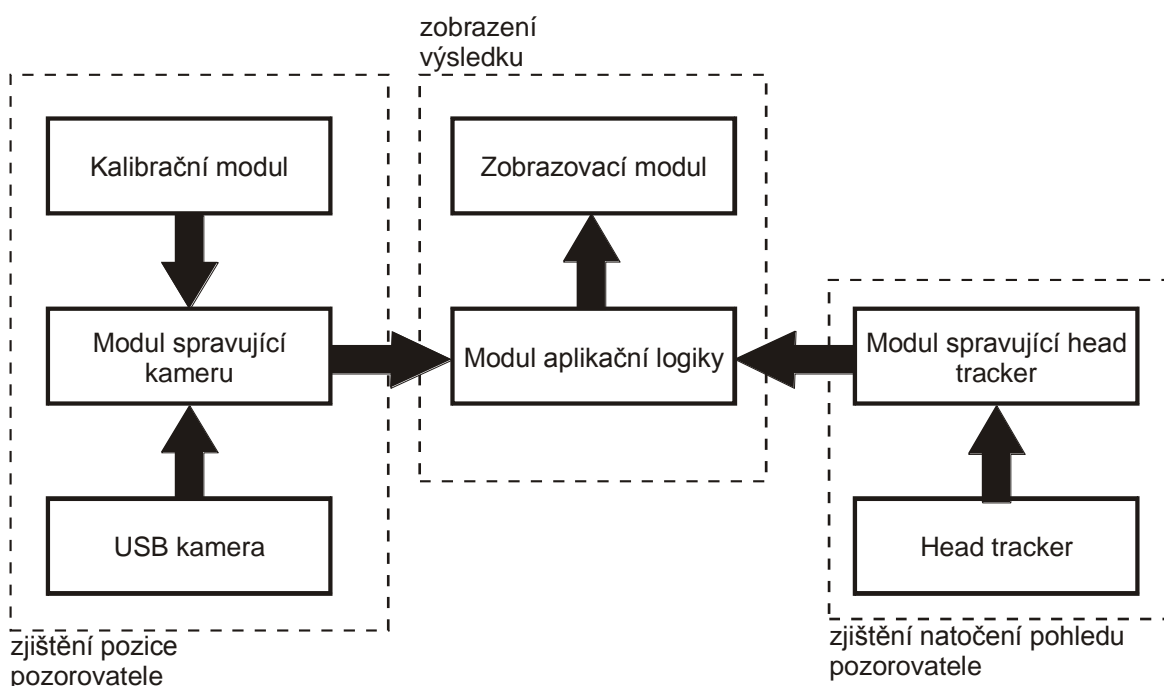 zobrazení
výsledku
Kalibrační modul
Zobrazovací modul
Modul spravující
kameru
Modul aplikační logiky
Modul spravující head
tracker
USB kamera
Head tracker
zjištění pozice
pozorovatele
zjištění natočení pohledu
pozorovatele